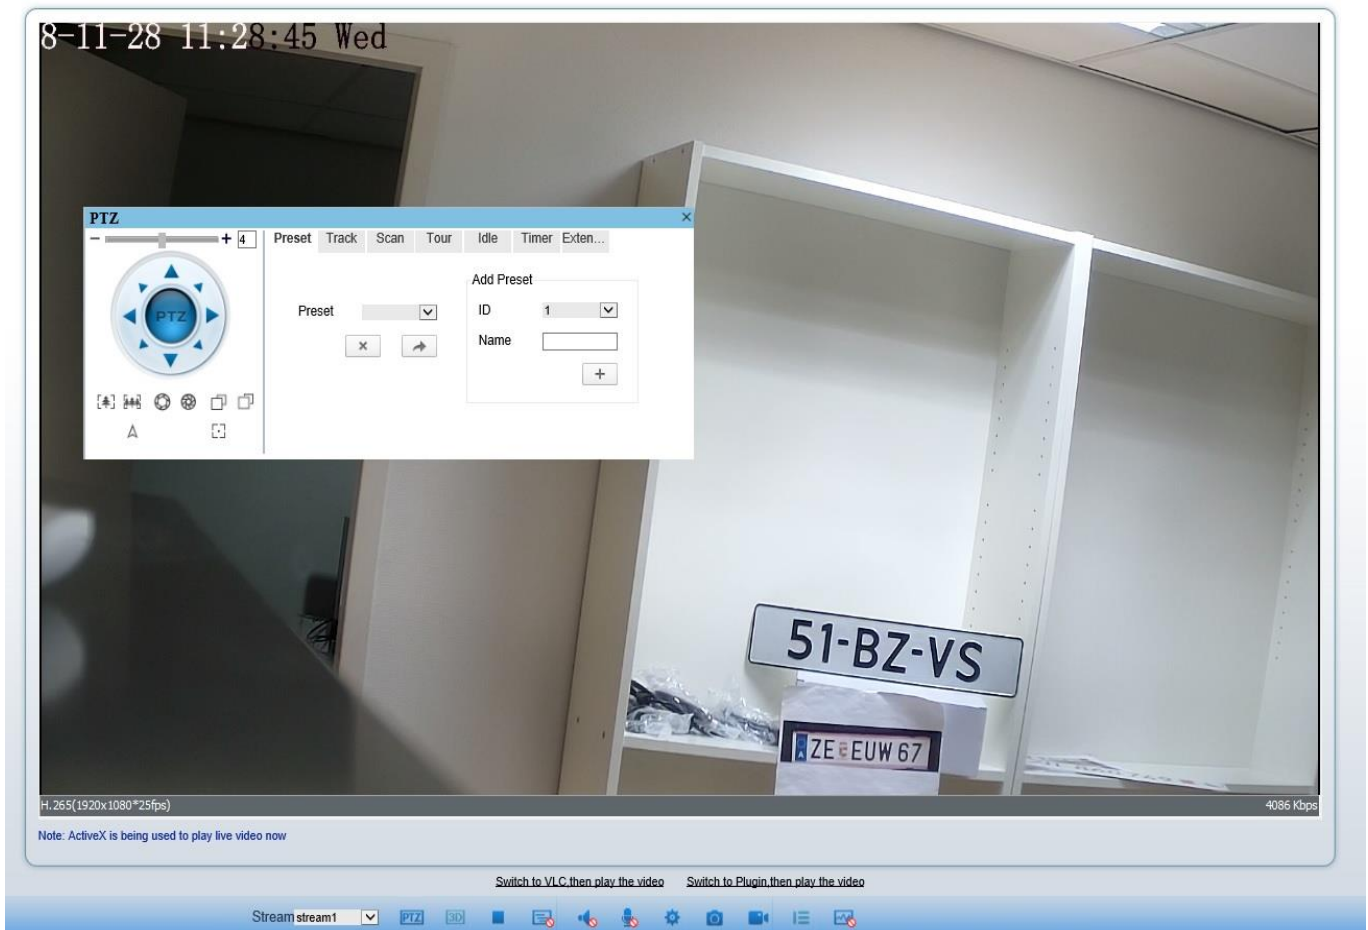 8-11-28 11:28:45 Wed
PTZ
4
Preset Track Scan Tour Idle Timer Exten...
Add Preset
Preset
ID 1
Name
PTZ
51-BZ-VS
A ZE EUW 67
H.265(1920x1080*25fps) 4086 Kbps
Note: ActiveX is being used to play live video now
Switch to VLC,then play the video Switch to Plugin,then play the video
Stream stream1 PTZ 3D